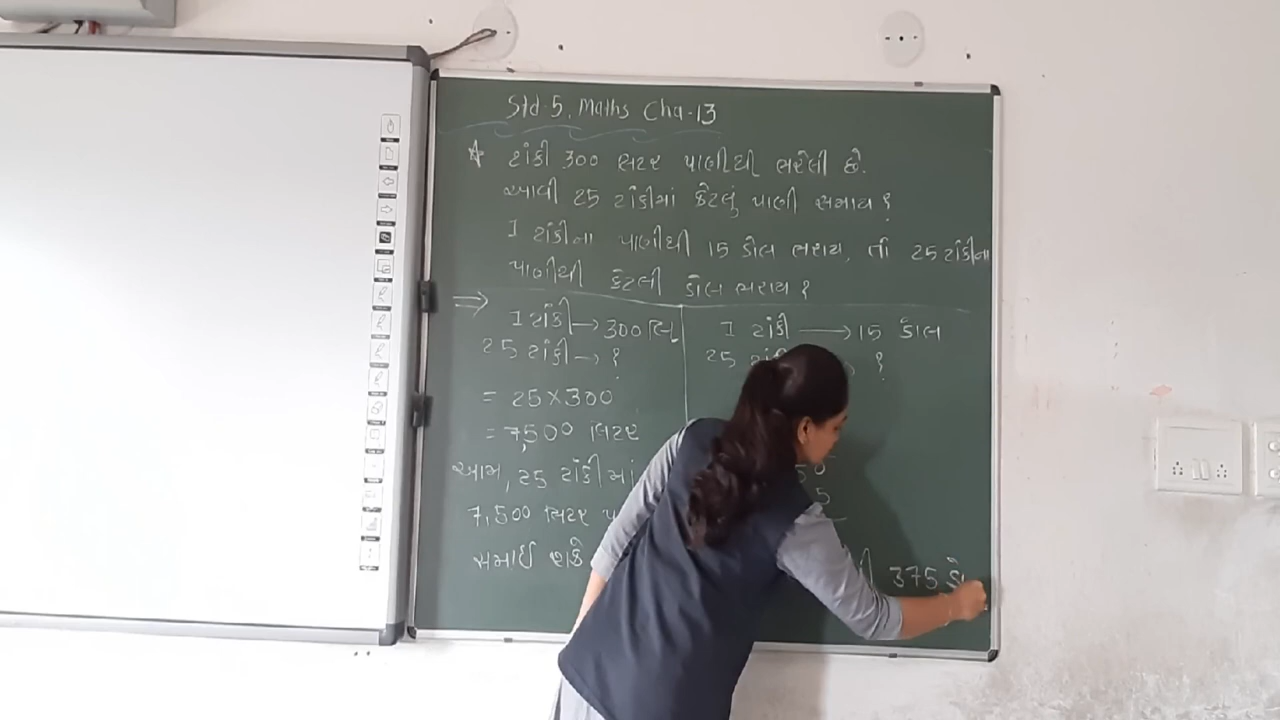 Std-5, Maths Cha-13
ટાંકી 300 લિટર પાણીથી ભરેલી છે.
આવી 25 ટાંકીમાં કેટલું પાણી સમાય ?
1 ટાંકીના પાણીથી 15 ડોલ ભરાય, તો 25 ટાંકીના
પાણીથી કેટલી ડોલ ભરાય ?
⇒ 1 ટાંકી → 300 લિ
25 ટાંકી → ?
= 25 × 300
= 7,500 લિટર
આમ, 25 ટાંકીમાં
7,500 લિટર
સમાઈ શકે
1 ટાંકી → 15 ડોલ
25 ?
375